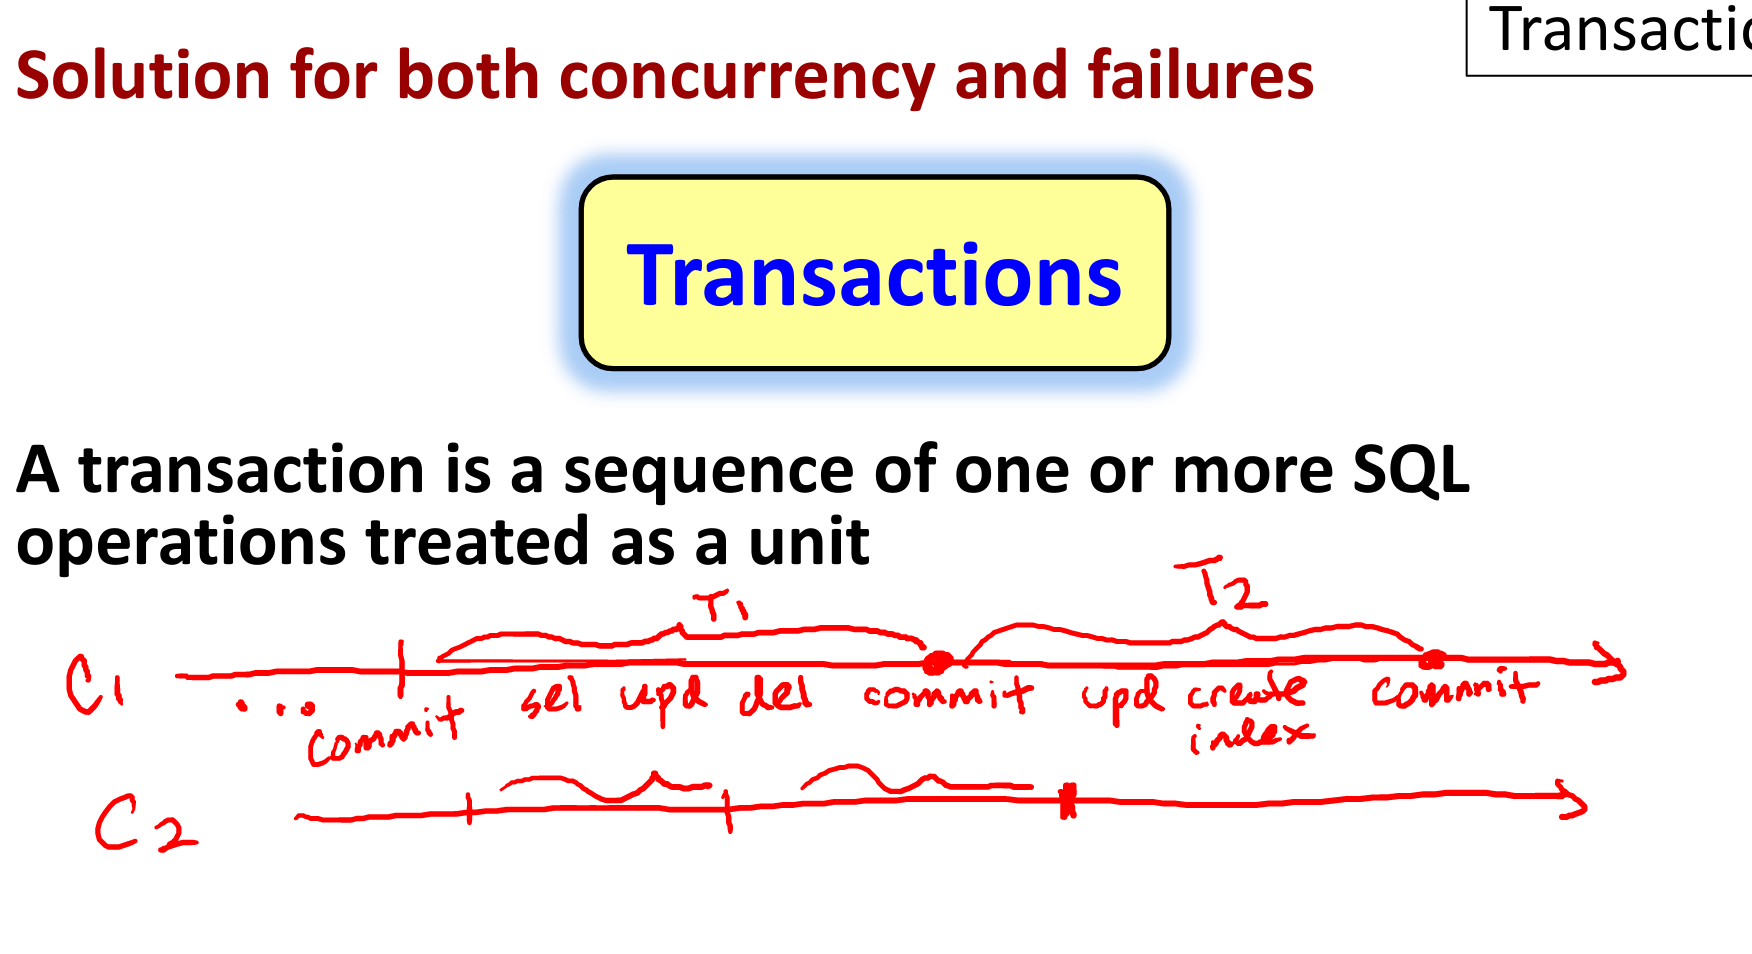 Transactio
Solution for both concurrency and failures
Transactions
A transaction is a sequence of one or more SQL
operations treated as a unit
T1 T2
C1 ... commit sel upd del commit upd create index commit
C2